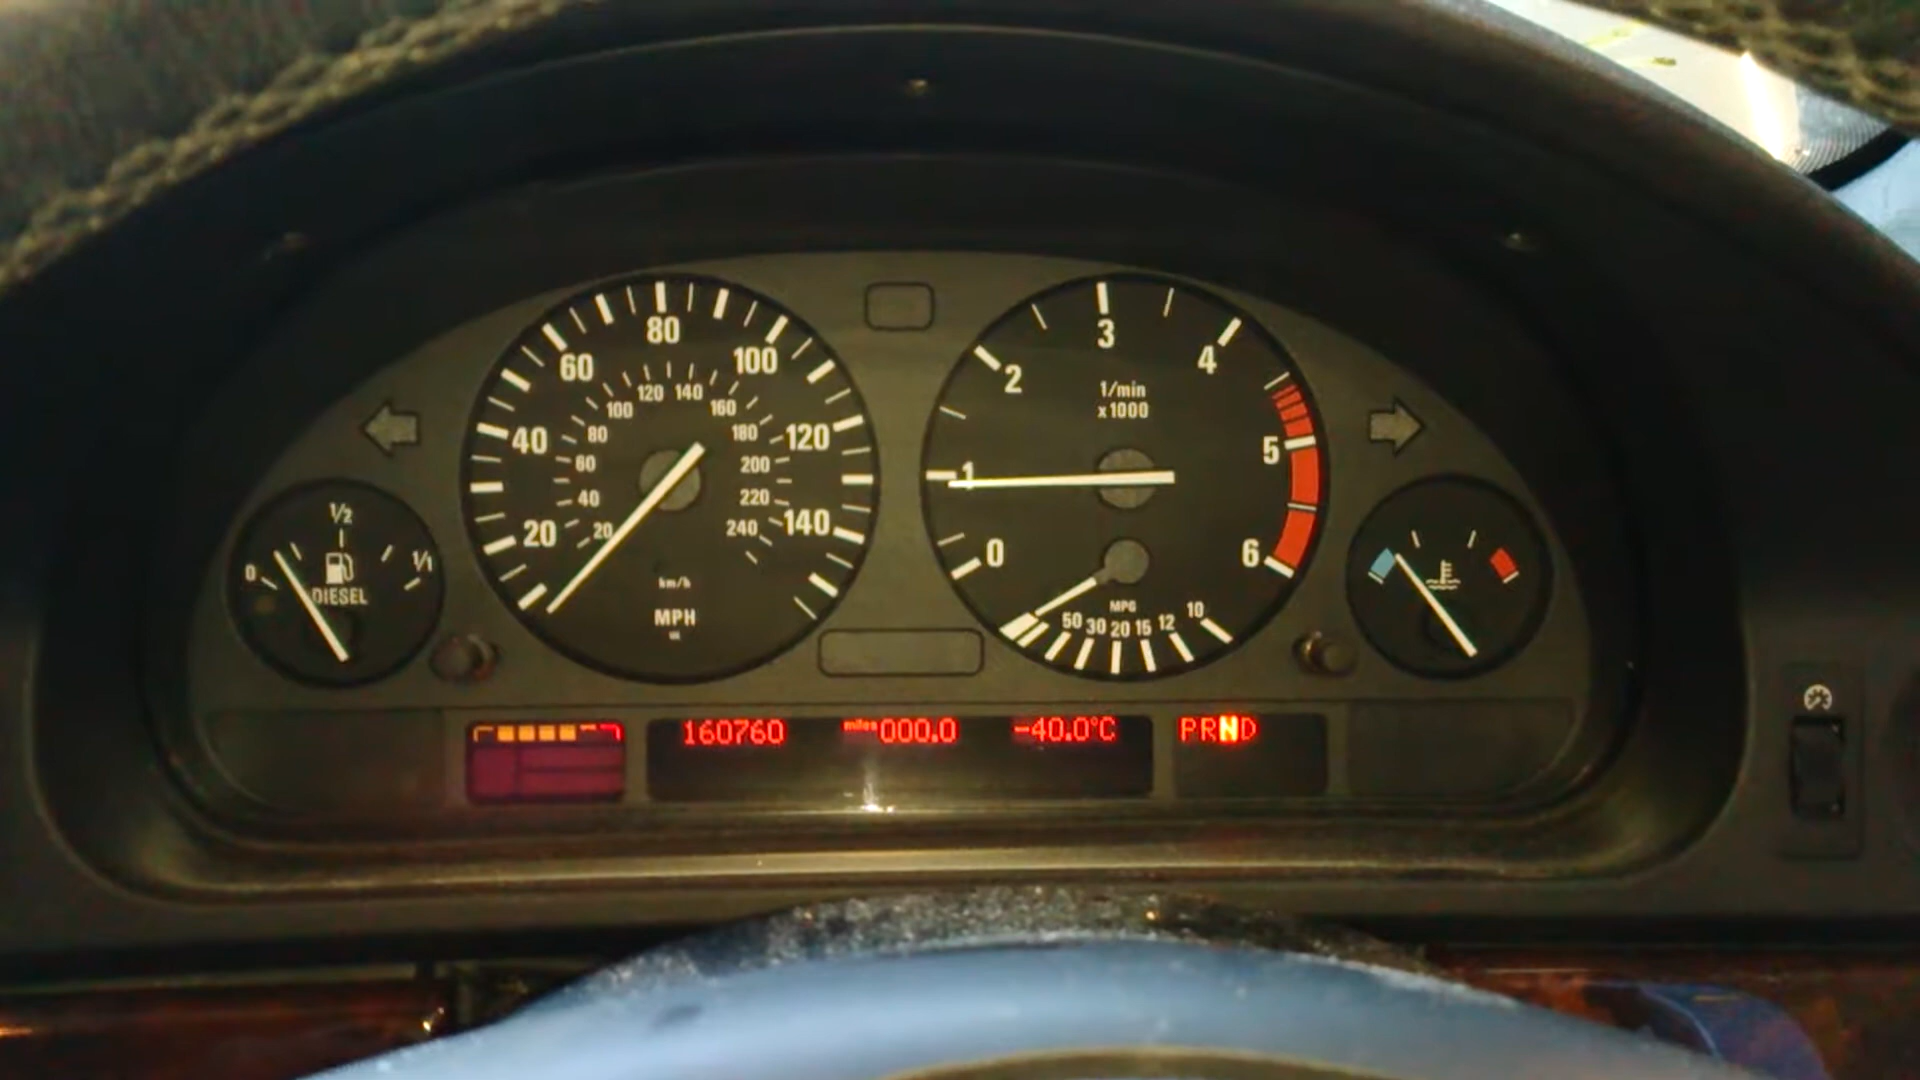 20 40 60 80 100 120 140
20 40 60 80 100 120 140 160 180 200 220 240
km/h
MPH
0 1 2 3 4 5 6
1/min
x1000
MPG
50 30 20 15 12 10
0 1/2 1/1
DIESEL
160760 miles 000.0 -40.0°C PRND